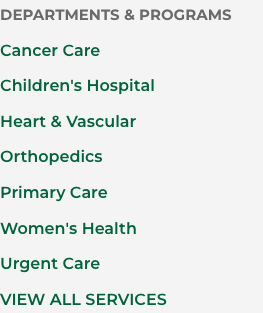 DEPARTMENTS & PROGRAMS
Cancer Care
Children's Hospital
Heart & Vascular
Orthopedics
Primary Care
Women's Health
Urgent Care
VIEW ALL SERVICES